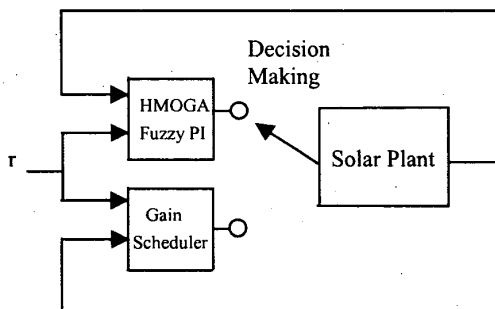 Decision
Making
HMOGA
Fuzzy PI
Solar Plant
r
Gain
Scheduler